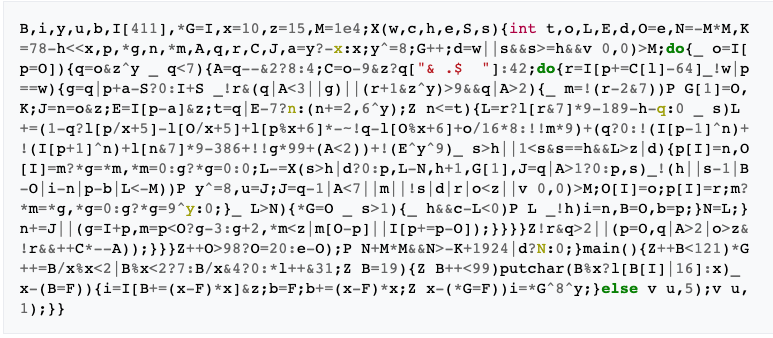 B,i,y,u,b,I[411],*G=I,x=10,z=15,M=1e4;X(w,c,h,e,S,s){int t,o,L,E,d,O=e,N=-M*M,K
=78-h<<x,p,*g,n,*m,A,q,r,C,J,a=y?-x:x;y^=8;G++;d=w||s&&s>=h&&v 0,0)>M;do{_ o=I[
p=O]){q=o&z^y _ q<7){A=q--&2?8:4;C=o-9&z?q["& .$  "]:42;do{r=I[p+=C[l]-64]_!w|p
==w){g=q|p+a-S?0:I+S _!r&(q|A<3||g)||(r+1&z^y)>9&&q|A>2){_ m=!(r-2&7))P G[1]=O,
K;J=n=o&z;E=I[p-a]&z;t=q|E-7?n:(n+=2,6^y);Z n<=t){L=r?l[r&7]*9-189-h-q:0 _ s)L
+=(1-q?l[p/x+5]-l[O/x+5]+l[p%x+6]*-~!q-l[O%x+6]+o/16*8:!!m*9)+(q?0:!(I[p-1]^n)+
!(I[p+1]^n)+l[n&7]*9-386+!!g*99+(A<2))+!(E^y^9)_ s>h||1<s&s==h&&L>z|d){p[I]=n,O
[I]=m?*g=*m,*m=0:g?*g=0:0;L-=X(s>h|d?0:p,L-N,h+1,G[1],J=q|A>1?0:p,s)_!(h||s-1|B
-O|i-n|p-b|L<-M))P y^=8,u=J;J=q-1|A<7||m||!s|d|r|o<z||v 0,0)>M;O[I]=o;p[I]=r;m?
*m=*g,*g=0:g?*g=9^y:0;}_ L>N){*G=O _ s>1){_ h&&c-L<0)P L _!h)i=n,B=O,b=p;}N=L;}
n+=J||(g=I+p,m=p<O?g-3:g+2,*m<z|m[O-p]||I[p+=p-O]);}}}}Z!r&q>2||(p=O,q|A>2|o>z&
!r&&++C*--A));}}}Z++O>98?O=20:e-O);P N+M*M&&N>-K+1924|d?N:0;}main(){Z++B<121)*G
++=B/x%x<2|B%x<2?7:B/x&4?0:*l++&31;Z B=19){Z B++<99)putchar(B%x?l[B[I]|16]:x)_
x-(B=F)){i=I[B+=(x-F)*x]&z;b=F;b+=(x-F)*x;Z x-(*G=F))i=*G^8^y;}else v u,5);v u,
1);}}